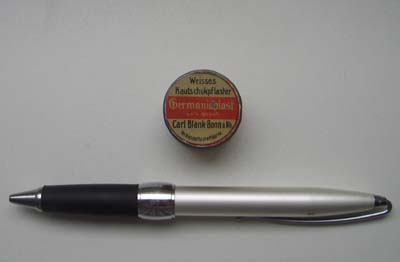 Weisses
Kautschukpflaster
Germaniaplast
Carl Blank-Bonn a/Rh.